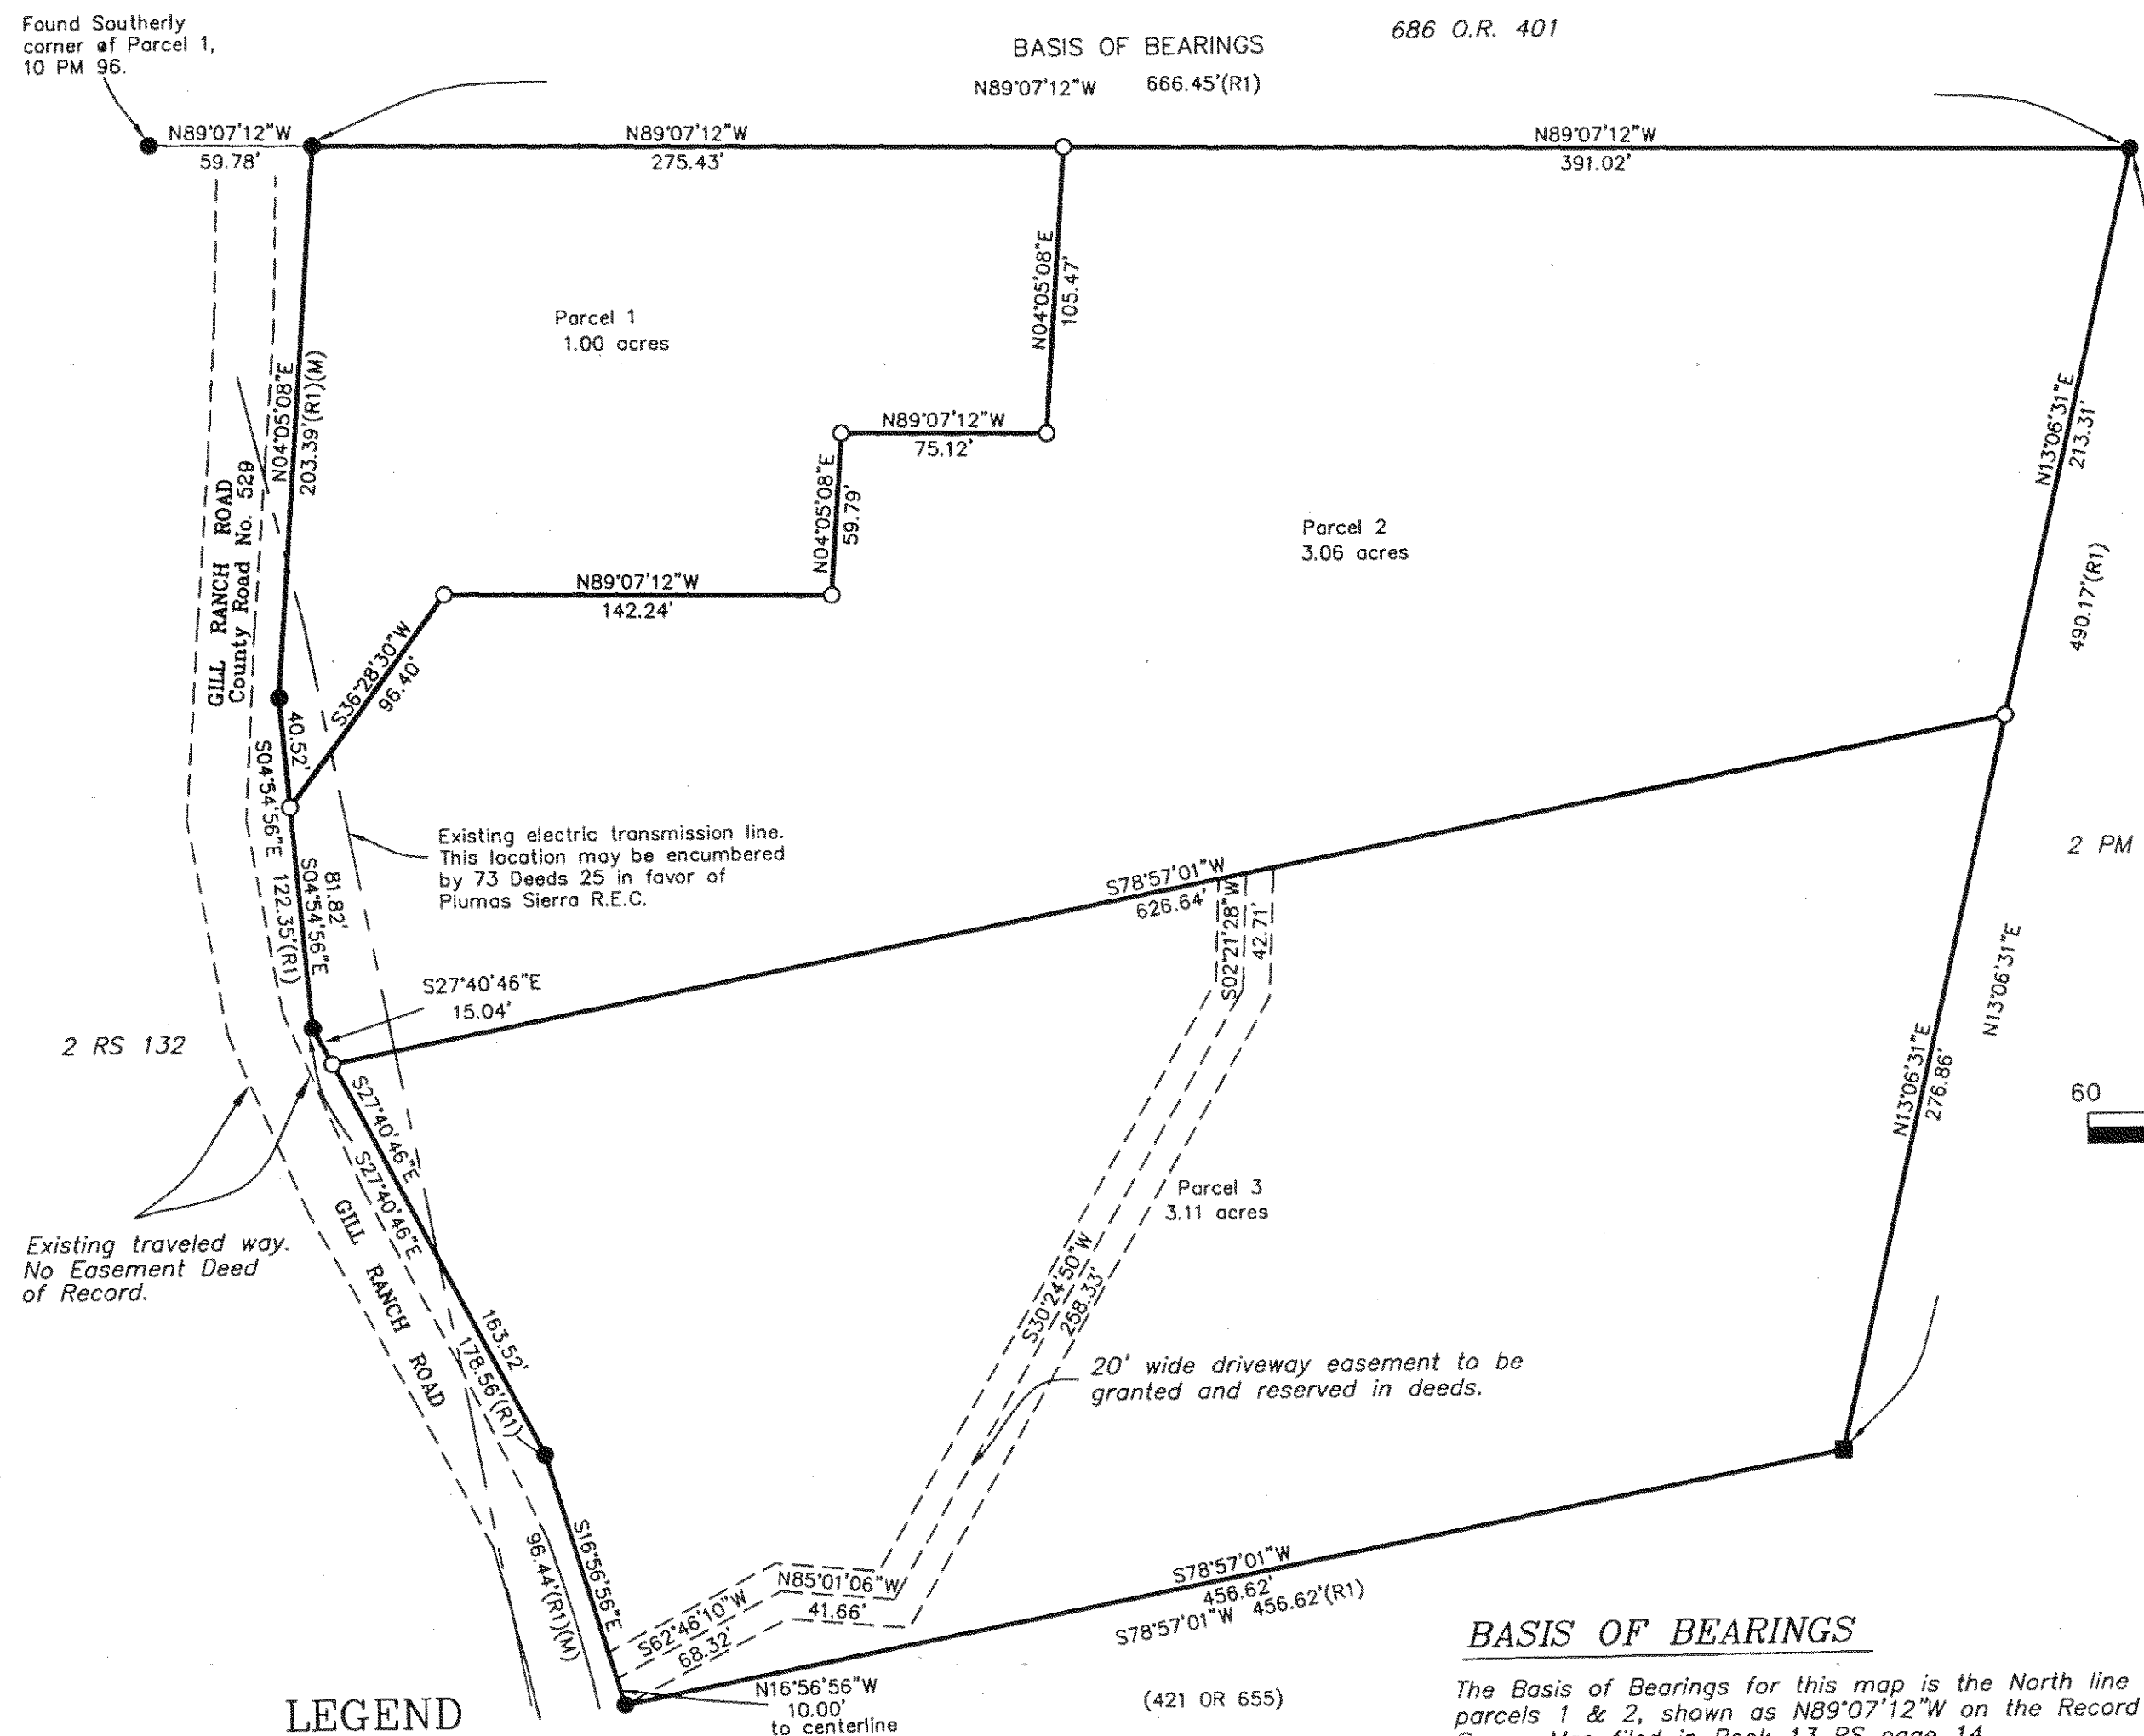 Found Southerly
corner of Parcel 1,
10 PM 96.
BASIS OF BEARINGS
N89°07'12"W 666.45'(R1)
686 O.R. 401
N89°07'12"W
59.78'
N89°07'12"W
275.43'
N89°07'12"W
391.02'
N04°05'08"E
203.39'(R1)(M)
Parcel 1
1.00 acres
N04°05'08"E
105.47'
N89°07'12"W
75.12'
N04°05'08"E
59.79'
N89°07'12"W
142.24'
S36°28'30"W
96.40'
GILL RANCH ROAD
County Road No. 529
Parcel 2
3.06 acres
N13°06'31"E
213.31'
490.17'(R1)
N13°06'31"E
40.52'
S04°54'56"E 122.35'(R1)
81.82'
S04°54'56"E
Existing electric transmission line.
This location may be encumbered
by 73 Deeds 25 in favor of
Plumas Sierra R.E.C.
2 PM
S78°57'01"W
626.64'
S02°21'28"W
42.71'
S27°40'46"E
15.04'
2 RS 132
60
N13°06'31"E
276.86'
S27°40'46"E
163.52'
S27°40'46"E
178.56'(R1)
GILL RANCH ROAD
Existing traveled way.
No Easement Deed
of Record.
Parcel 3
3.11 acres
S30°24'50"W
258.33'
20' wide driveway easement to be
granted and reserved in deeds.
S16°56'56"E
96.44'(R1)(M)
N85°01'06"W
41.66'
S62°46'10"W
68.32'
S78°57'01"W
456.62'
S78°57'01"W 456.62'(R1)
N16°56'56"W
10.00'
to centerline
(421 OR 655)
LEGEND
BASIS OF BEARINGS
The Basis of Bearings for this map is the North line
parcels 1 & 2, shown as N89°07'12"W on the Record
filed in Book 13 RS page 14